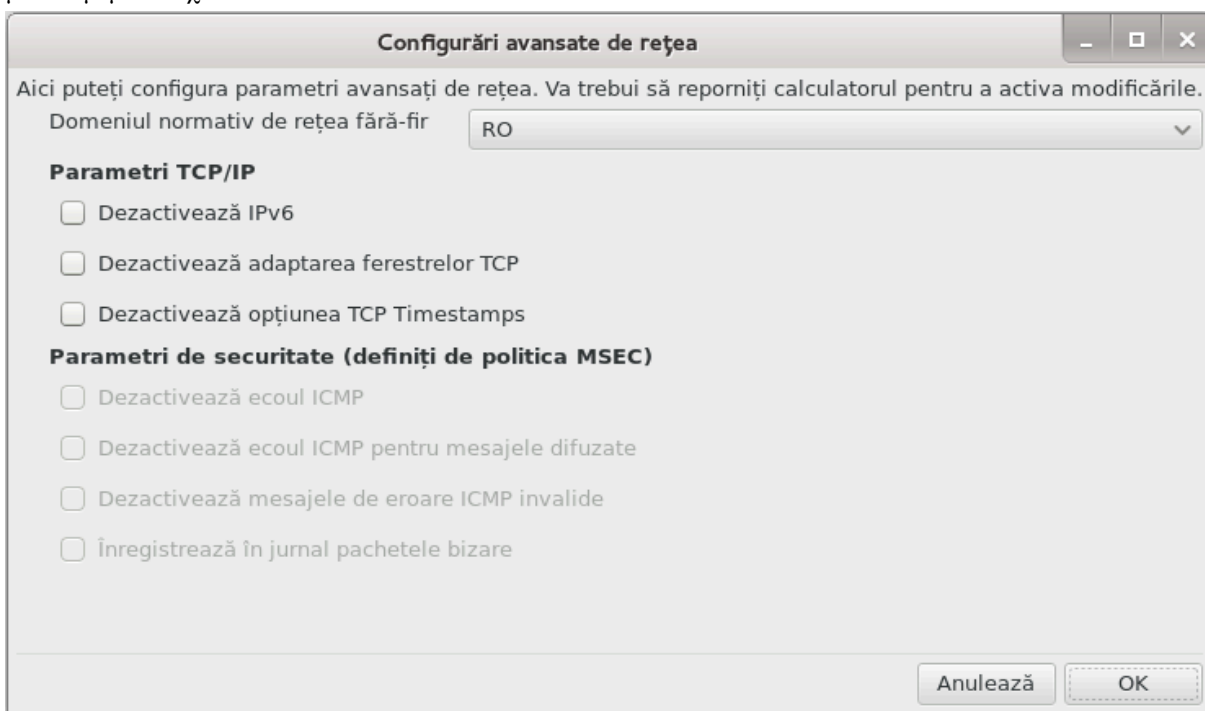 Configurări avansate de rețea
Aici puteți configura parametri avansați de rețea. Va trebui să reporniți calculatorul pentru a activa modificările.
Domeniul normativ de rețea fără-fir
RO
Parametri TCP/IP
Dezactivează IPv6
Dezactivează adaptarea ferestrelor TCP
Dezactivează opțiunea TCP Timestamps
Parametri de securitate (definiți de politica MSEC)
Dezactivează ecoul ICMP
Dezactivează ecoul ICMP pentru mesajele difuzate
Dezactivează mesajele de eroare ICMP invalide
Înregistrează în jurnal pachetele bizare
Anulează
OK